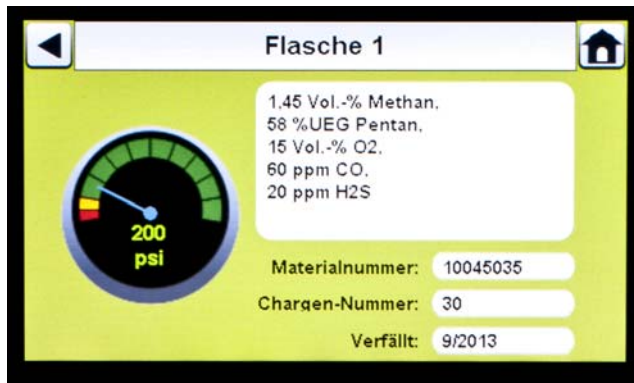 Flasche 1
1,45 Vol.-% Methan,
58 %UEG Pentan,
15 Vol.-% O2,
60 ppm CO,
20 ppm H2S
200
psi
Materialnummer: 10045035
Chargen-Nummer: 30
Verfällt: 9/2013